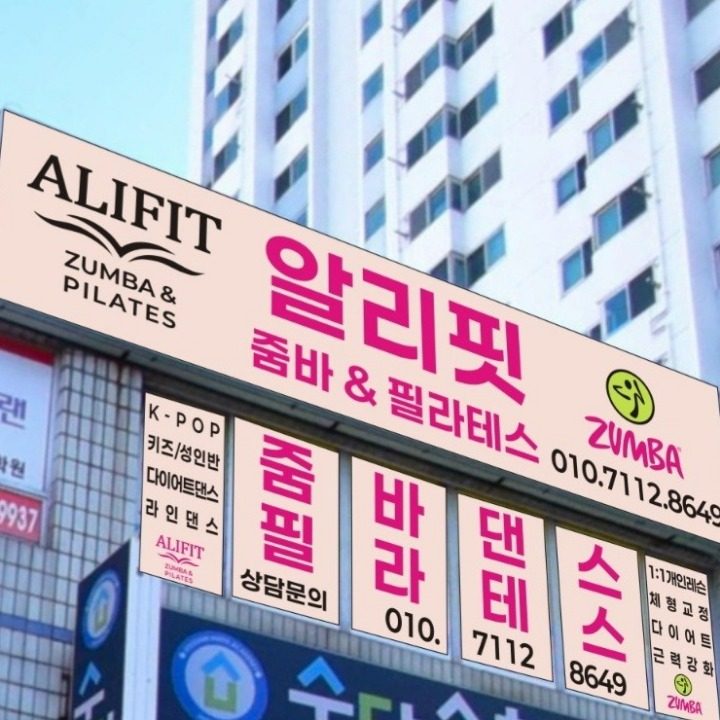 ALIFIT
ZUMBA &
PILATES
알리핏
줌바 & 필라테스
ZUMBA
010.7112.8649
K-POP
키즈/성인반
다이어트댄스
라인댄스
ALIFIT
ZUMBA &
PILATES
줌바댄스
필라테스
상담문의 010. 7112 8649
1:1개인레슨
체형교정
다이어트
근력강화
ZUMBA
랜
학원
9937